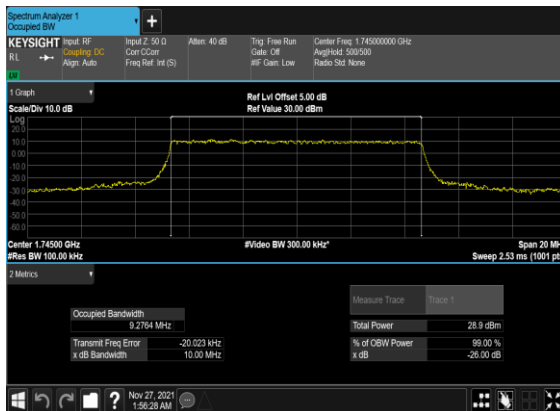 Spectrum Analyzer 1
Occupied BW
KEYSIGHT Input: RF Input Z: 50 Ω Atten: 40 dB Trig: Free Run Center Freq: 1.745000000 GHz
RL Coupling: DC Corr CCorr Gate: Off Avg|Hold: 500/500
Align: Auto Freq Ref: Int (S) #IF Gain: Low Radio Std: None
1 Graph
Ref Lvl Offset 5.00 dB
Scale/Div 10.0 dB Ref Value 30.00 dBm
Log
20.0
10.0
0.00
-10.0
-20.0
-30.0
-40.0
-50.0
-60.0
Center 1.74500 GHz #Video BW 300.00 kHz* Span 20 MH
#Res BW 100.00 kHz Sweep 2.53 ms (1001 pt
2 Metrics
Measure Trace Trace 1
Occupied Bandwidth
9.2764 MHz Total Power 28.9 dBm
Transmit Freq Error -20.023 kHz % of OBW Power 99.00 %
x dB Bandwidth 10.00 MHz x dB -26.00 dB
Nov 27, 2021
1:56:28 AM